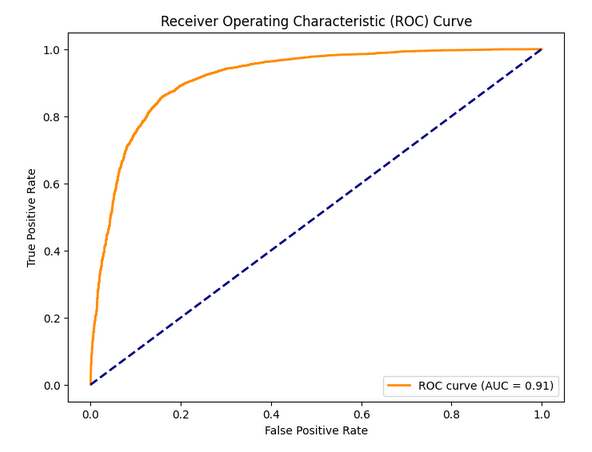 Receiver Operating Characteristic (ROC) Curve
True Positive Rate
1.0
0.8
0.6
0.4
0.2
0.0
ROC curve (AUC = 0.91)
0.0 0.2 0.4 0.6 0.8 1.0
False Positive Rate